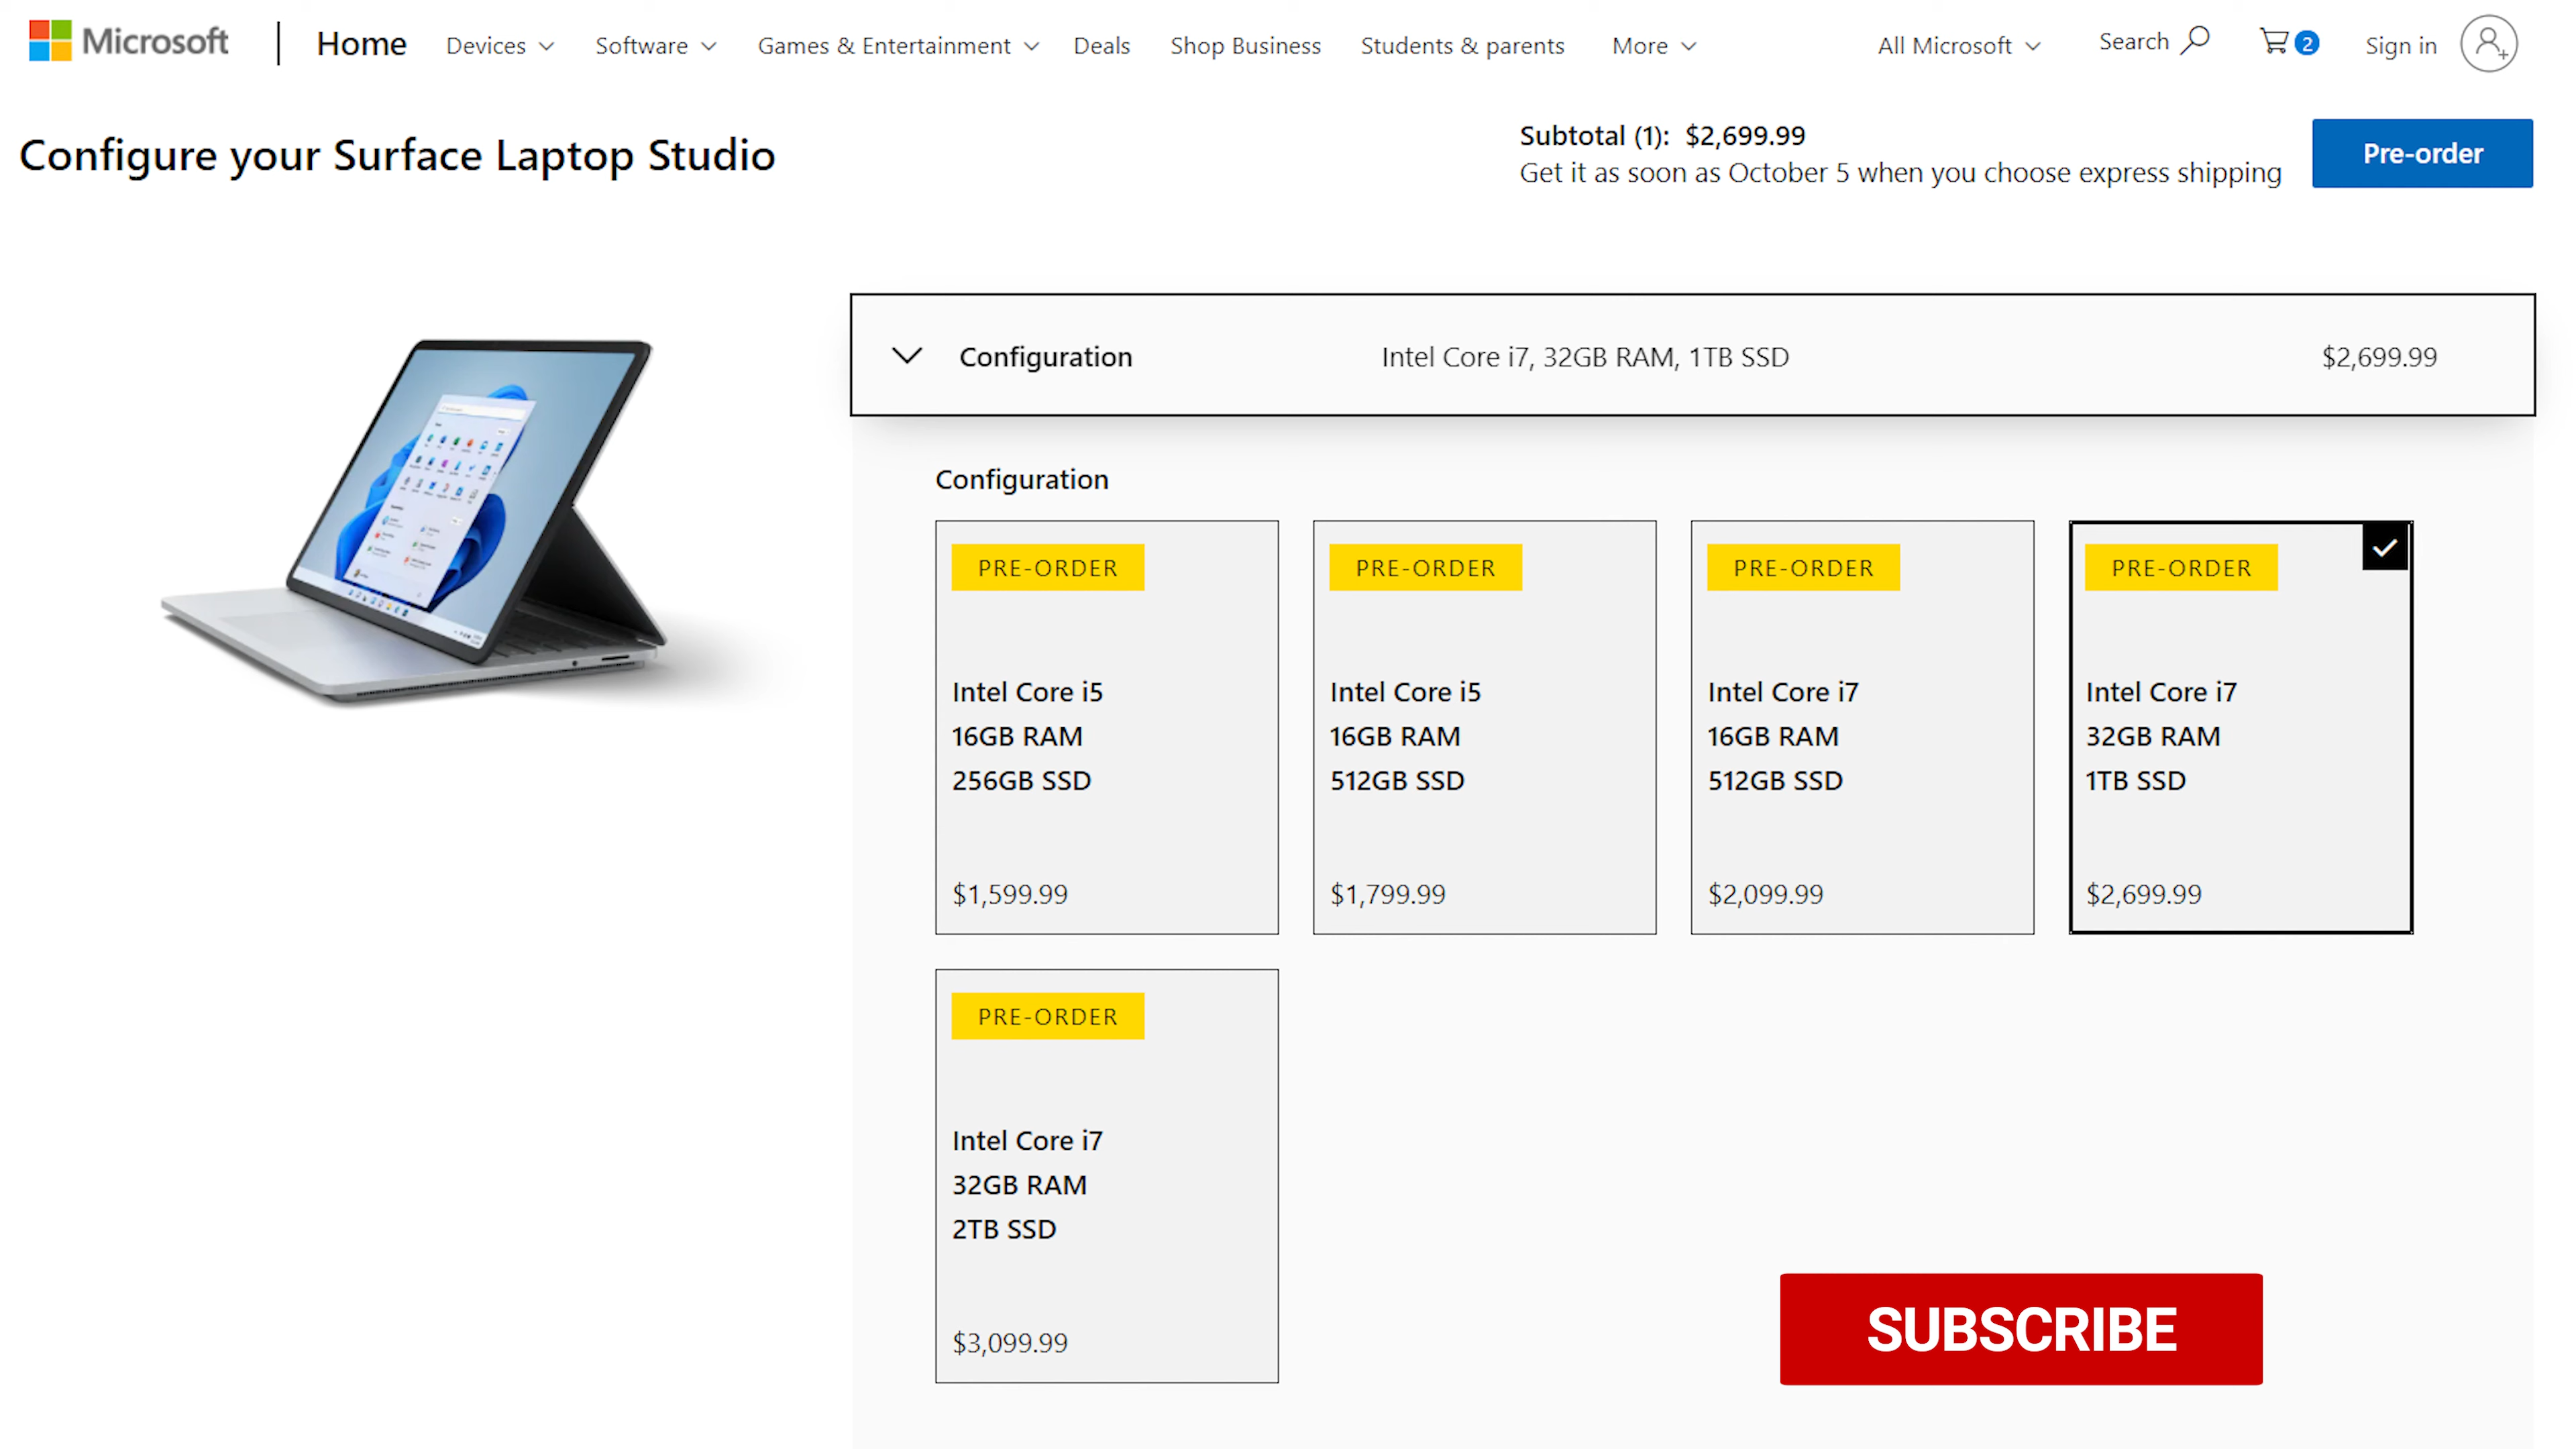 Microsoft
Home Devices Software Games & Entertainment Deals Shop Business Students & parents More All Microsoft Search 2 Sign in
Configure your Surface Laptop Studio
Subtotal (1): $2,699.99
Get it as soon as October 5 when you choose express shipping
Pre-order
Configuration Intel Core i7, 32GB RAM, 1TB SSD $2,699.99
Configuration
PRE-ORDER
Intel Core i5
16GB RAM
256GB SSD
$1,599.99
PRE-ORDER
Intel Core i5
16GB RAM
512GB SSD
$1,799.99
PRE-ORDER
Intel Core i7
16GB RAM
512GB SSD
$2,099.99
PRE-ORDER
Intel Core i7
32GB RAM
1TB SSD
$2,699.99
PRE-ORDER
Intel Core i7
32GB RAM
2TB SSD
$3,099.99
SUBSCRIBE